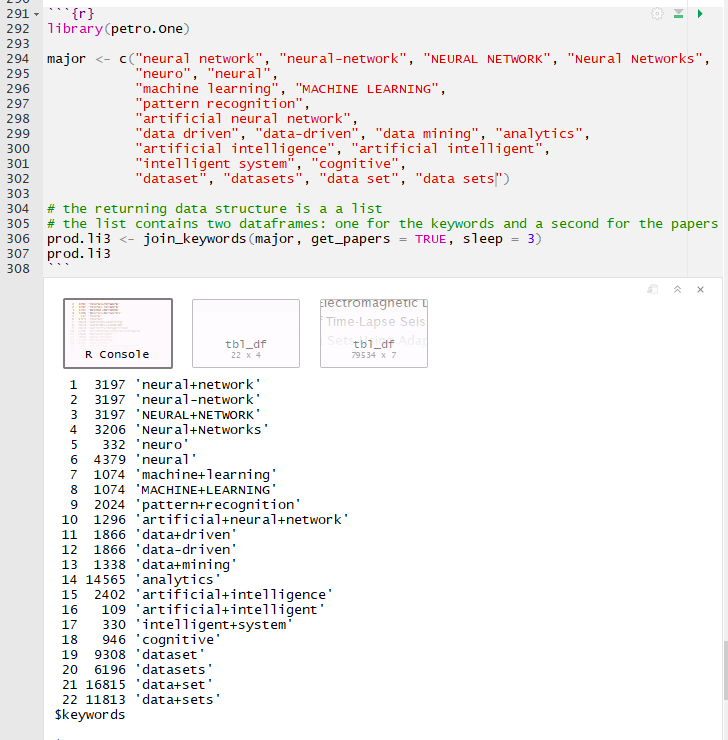 290
291 ```{r}
292 library(petro.One)
293
294 major <- c("neural network", "neural-network", "NEURAL NETWORK", "Neural Networks",
295 "neuro", "neural",
296 "machine learning", "MACHINE LEARNING",
297 "pattern recognition",
298 "artificial neural network",
299 "data driven", "data-driven", "data mining", "analytics",
300 "artificial intelligence", "artificial intelligent",
301 "intelligent system", "cognitive",
302 "dataset", "datasets", "data set", "data sets")
303
304 # the returning data structure is a a list
305 # the list contains two dataframes: one for the keywords and a second for the papers
306 prod.li3 <- join_keywords(major, get_papers = TRUE, sleep = 3)
307 prod.li3
308 ```
R Console
tbl_df
22 x 4
Electromagnetic
Time-Lapse Seis
tbl_df
79534 x 7
1 3197 'neural+network'
2 3197 'neural-network'
3 3197 'NEURAL+NETWORK'
4 3206 'Neural+Networks'
5 332 'neuro'
6 4379 'neural'
7 1074 'machine+learning'
8 1074 'MACHINE+LEARNING'
9 2024 'pattern+recognition'
10 1296 'artificial+neural+network'
11 1866 'data+driven'
12 1866 'data-driven'
13 1338 'data+mining'
14 14565 'analytics'
15 2402 'artificial+intelligence'
16 109 'artificial+intelligent'
17 330 'intelligent+system'
18 946 'cognitive'
19 9308 'dataset'
20 6196 'datasets'
21 16815 'data+set'
22 11813 'data+sets'
$keywords